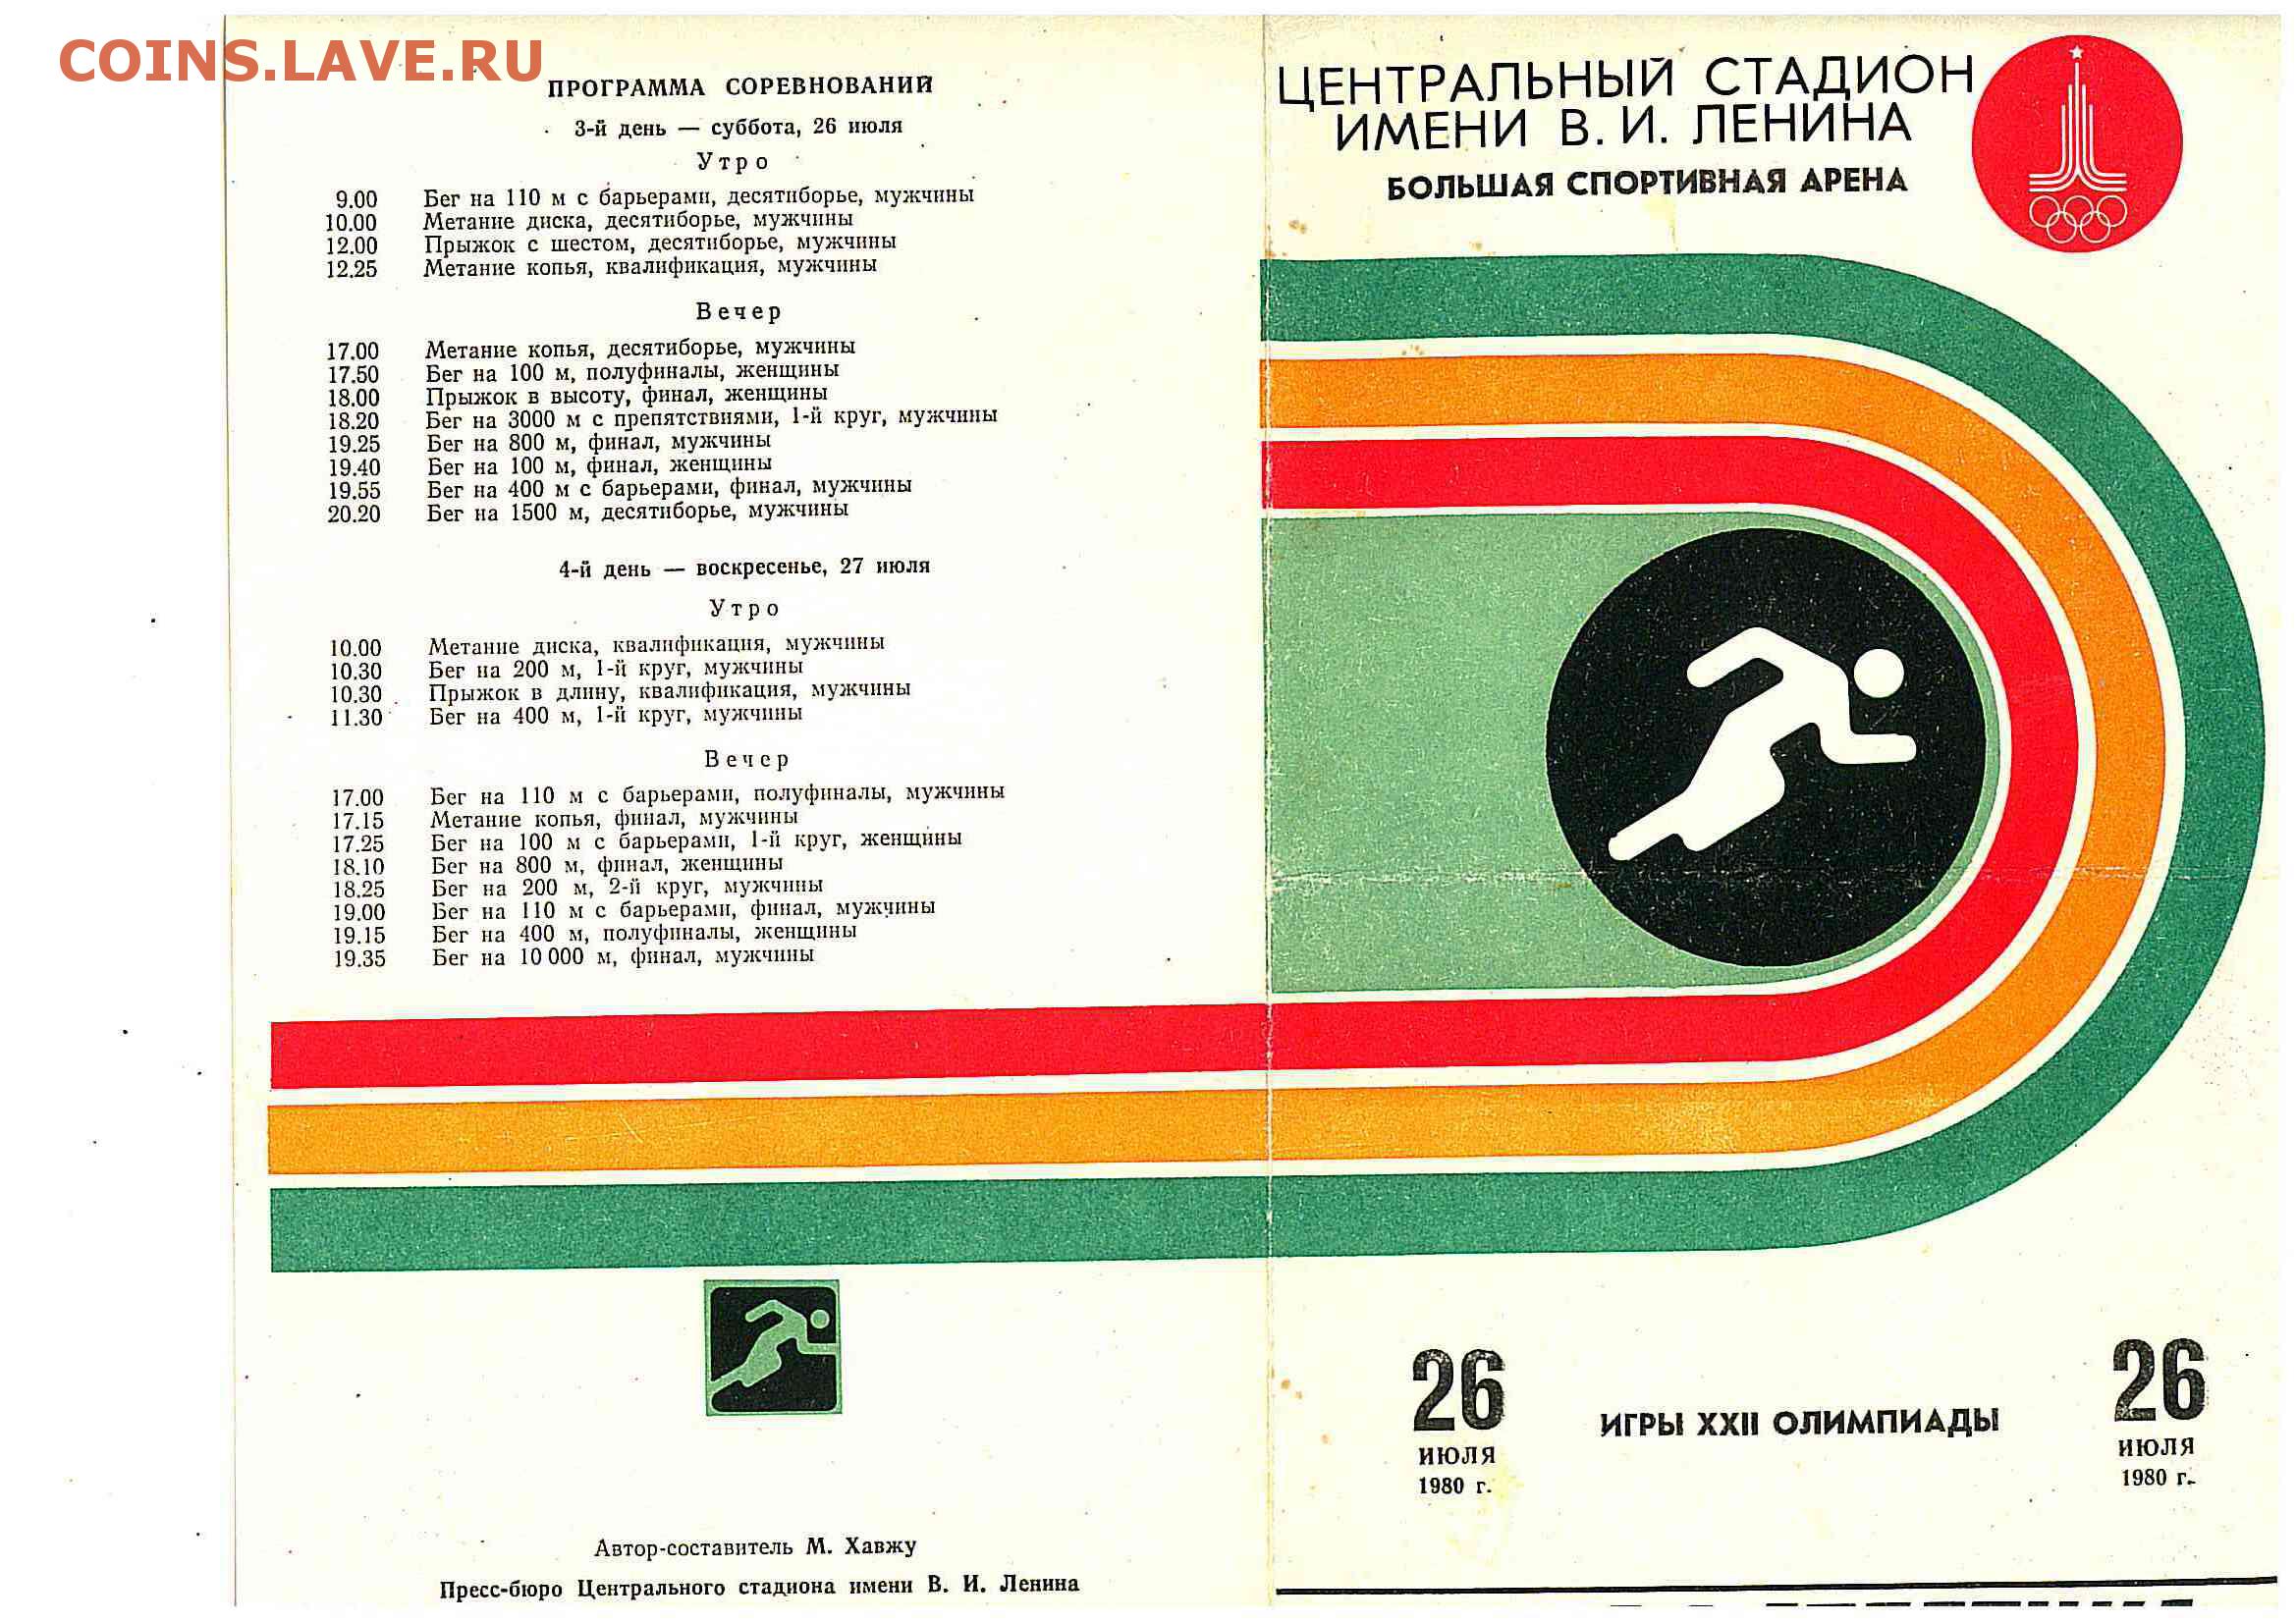 COINS.LAVE.RU
ПРОГРАММА СОРЕВНОВАНИЙ
3-й день — суббота, 26 июля
Утро
9.00 Бег на 110 м с барьерами, десятиборье, мужчины
10.00 Метание диска, десятиборье, мужчины
12.00 Прыжок с шестом, десятиборье, мужчины
12.25 Метание копья, квалификация, мужчины
Вечер
17.00 Метание копья, десятиборье, мужчины
17.50 Бег на 100 м, полуфиналы, женщины
18.00 Прыжок в высоту, финал, женщины
18.20 Бег на 3000 м с препятствиями, 1-й круг, мужчины
19.25 Бег на 800 м, финал, мужчины
19.40 Бег на 100 м, финал, женщины
19.55 Бег на 400 м с барьерами, финал, мужчины
20.20 Бег на 1500 м, десятиборье, мужчины
4-й день — воскресенье, 27 июля
Утро
10.00 Метание диска, квалификация, мужчины
10.30 Бег на 200 м, 1-й круг, мужчины
10.30 Прыжок в длину, квалификация, мужчины
11.30 Бег на 400 м, 1-й круг, мужчины
Вечер
17.00 Бег на 110 м с барьерами, полуфиналы, мужчины
17.15 Метание копья, финал, мужчины
17.25 Бег на 100 м с барьерами, 1-й круг, женщины
18.10 Бег на 800 м, финал, женщины
18.25 Бег на 200 м, 2-й круг, мужчины
19.00 Бег на 110 м с барьерами, финал, мужчины
19.15 Бег на 400 м, полуфиналы, женщины
19.35 Бег на 10 000 м, финал, мужчины
Автор-составитель М. Хавжу
Пресс-бюро Центрального стадиона имени В. И. Ленина
ЦЕНТРАЛЬНЫЙ СТАДИОН
ИМЕНИ В. И. ЛЕНИНА
БОЛЬШАЯ СПОРТИВНАЯ АРЕНА
26
ИЮЛЯ
1980 г.
ИГРЫ XXII ОЛИМПИАДЫ
26
ИЮЛЯ
1980 г.